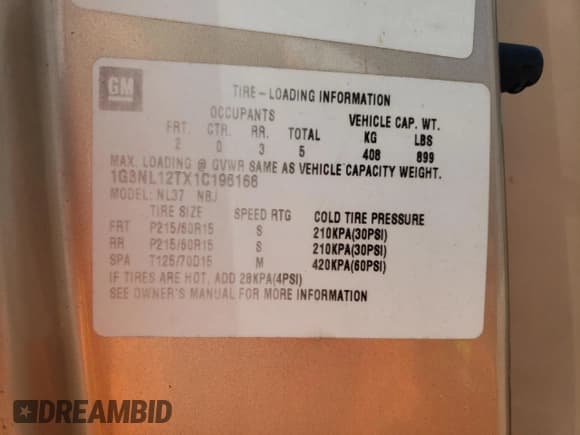 GM
TIRE-LOADING INFORMATION
OCCUPANTS VEHICLE CAP. WT.
FRT. CTR. RR. TOTAL KG LBS
2 0 3 5 408 899
MAX. LOADING @ GVWR SAME AS VEHICLE CAPACITY WEIGHT.
1G3NL12TX1C196166
MODEL: NL37 NBJ
TIRE SIZE SPEED RTG COLD TIRE PRESSURE
FRT P215/60R15 S 210KPA(30PSI)
RR P215/60R15 S 210KPA(30PSI)
SPA T125/70D15 M 420KPA(60PSI)
IF TIRES ARE HOT, ADD 28KPA(4PSI)
SEE OWNER'S MANUAL FOR MORE INFORMATION
DREAMBID